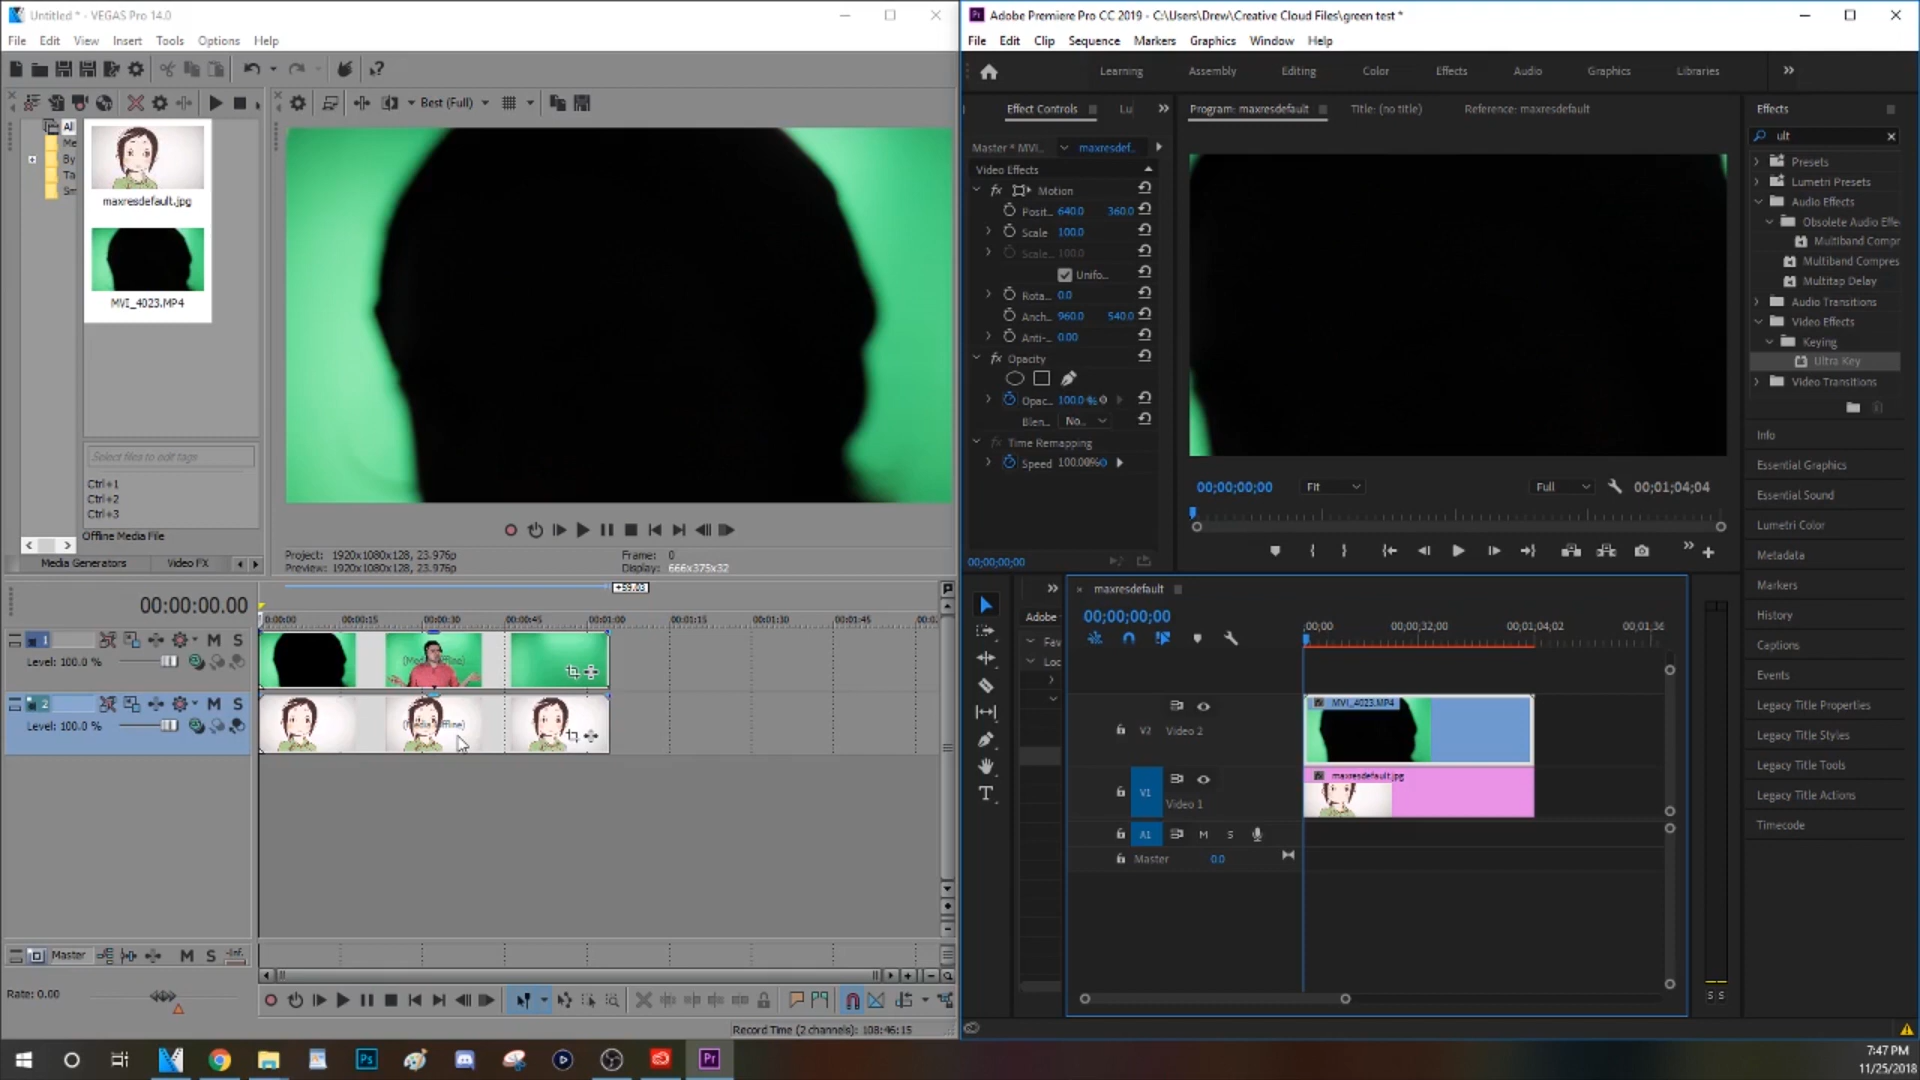 Untitled * - VEGAS Pro 14.0
File Edit View Insert Tools Options Help
Best (Full)
All
Me
By
Ta
Sm
maxresdefault.jpg
MVI_4023.MP4
Select files to edit tags
Ctrl+1
Ctrl+2
Ctrl+3
Offline Media File
Media Generators Video FX
Project: 1920x1080x128, 23.976p
Preview: 1920x1080x128, 23.976p
Frame: 0
Display: 666x375x32
+59.03
00:00:00.00
0:00:00 00:00:15 00:00:30 00:00:45 00:01:00 00:01:15 00:01:30 00:01:45 00:02:
1 M S
Level: 100.0 %
2 M S
Level: 100.0 %
Master M S -Inf.
Rate: 0.00
Record Time (2 channels): 108:46:15
Adobe Premiere Pro CC 2019 - C:\Users\Drew\Creative Cloud Files\green test *
File Edit Clip Sequence Markers Graphics Window Help
Learning Assembly Editing Color Effects Audio Graphics Libraries
Effect Controls Lu
Master * MVI... maxresdef...
Video Effects
fx Motion
Posit... 640.0 360.0
Scale 100.0
Scale... 100.0
Unifo...
Rota... 0.0
Anch... 960.0 540.0
Anti-... 0.00
fx Opacity
Opac... 100.0 %
Blen... No...
fx Time Remapping
Speed 100.00%
00;00;00;00
Program: maxresdefault Title: (no title) Reference: maxresdefault
00;00;00;00 Fit Full 00;01;04;04
Effects
ult
Presets
Lumetri Presets
Audio Effects
Obsolete Audio Effe
Multiband Compr
Multiband Compres
Multitap Delay
Audio Transitions
Video Effects
Keying
Ultra Key
Video Transitions
Info
Essential Graphics
Essential Sound
Lumetri Color
Metadata
Markers
History
Captions
Events
Legacy Title Properties
Legacy Title Styles
Legacy Title Tools
Legacy Title Actions
Timecode
Adobe
Fav
Loc
maxresdefault
00;00;00;00
;00;00 00;00;32;00 00;01;04;02 00;01;36
V2 Video 2
MVI_4023.MP4
V1 Video 1
maxresdefault.jpg
A1 M S
Master 0.0
S S
Ps
Pr
7:47 PM
11/25/2018